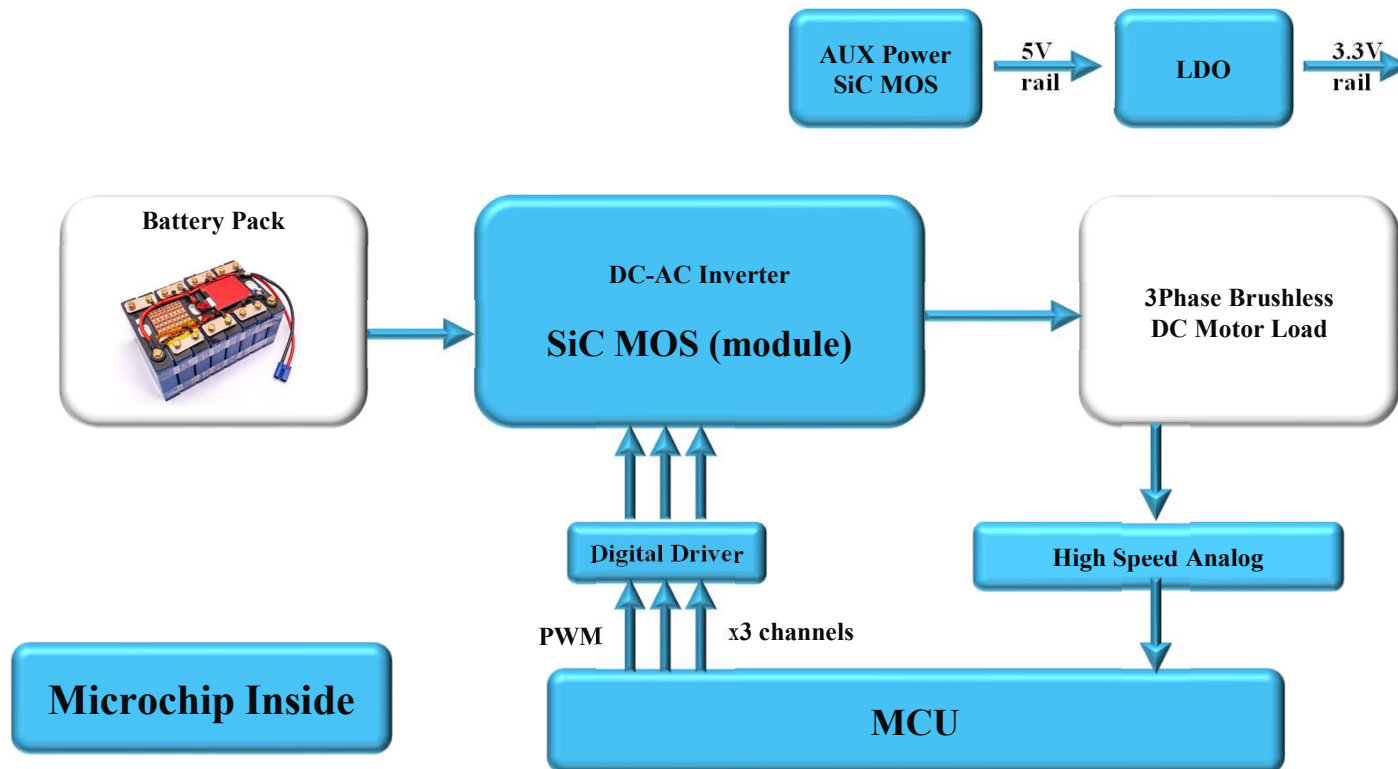 AUX Power
SiC MOS
5V
rail
LDO
3.3V
rail
Battery Pack
DC-AC Inverter
SiC MOS (module)
3Phase Brushless
DC Motor Load
Digital Driver
High Speed Analog
PWM
x3 channels
Microchip Inside
MCU